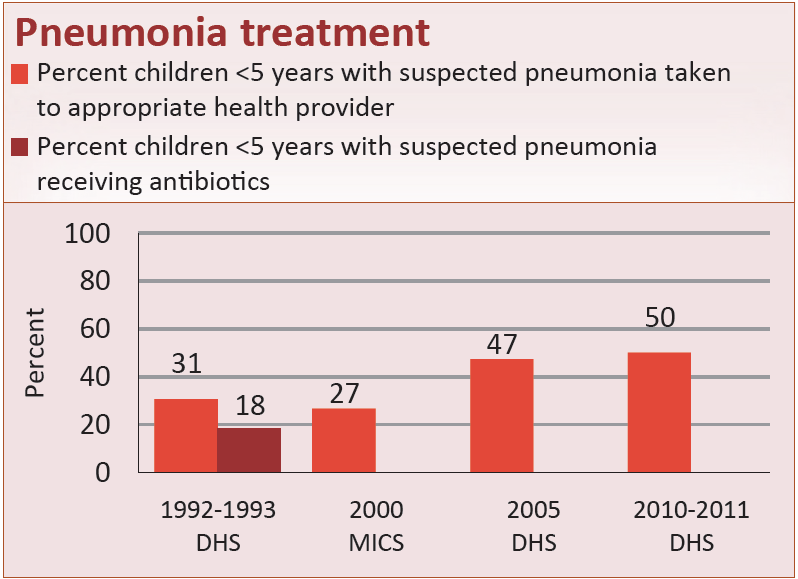 Pneumonia treatment
Percent children <5 years with suspected pneumonia taken
to appropriate health provider
Percent children <5 years with suspected pneumonia
receiving antibiotics
Percent
100
80
60
40
20
0
31
18
27
47
50
1992-1993
DHS
2000
MICS
2005
DHS
2010-2011
DHS